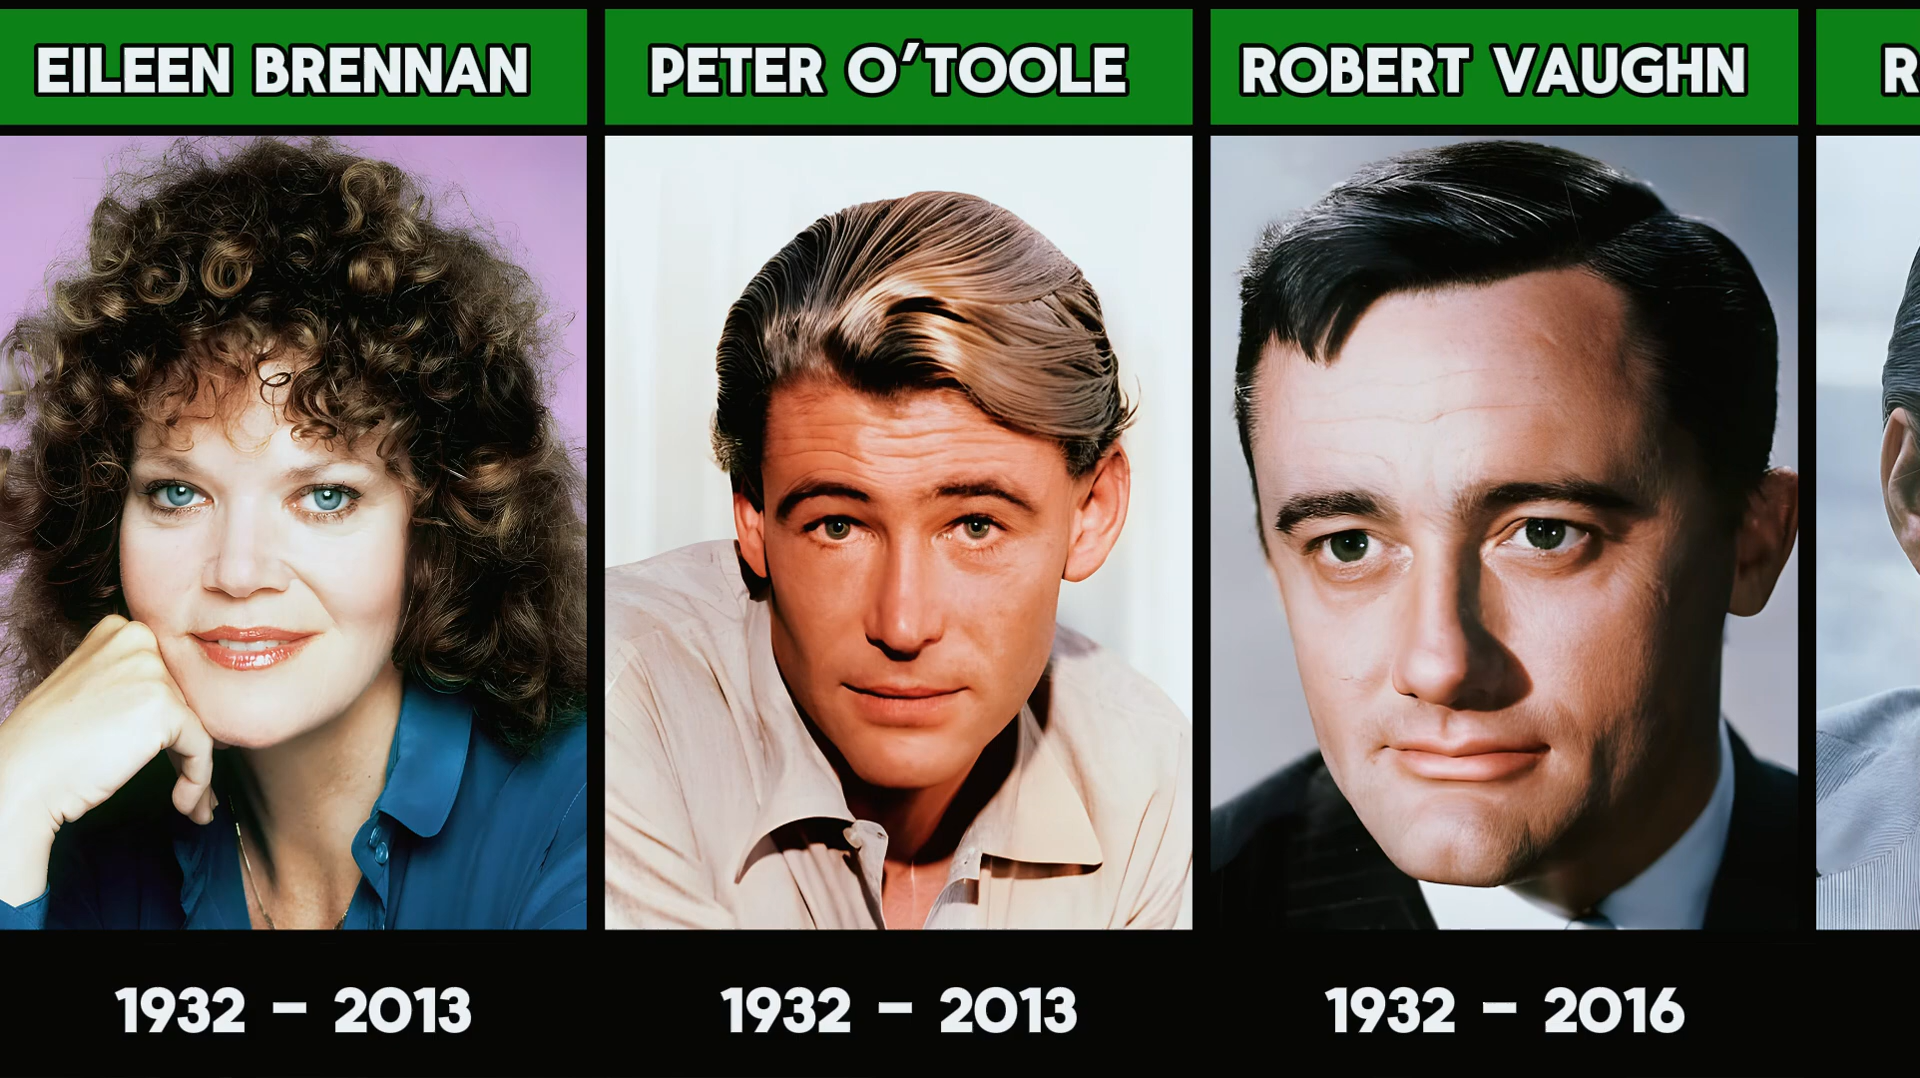 EILEEN BRENNAN
PETER O'TOOLE
ROBERT VAUGHN
R
1932 - 2013
1932 - 2013
1932 - 2016